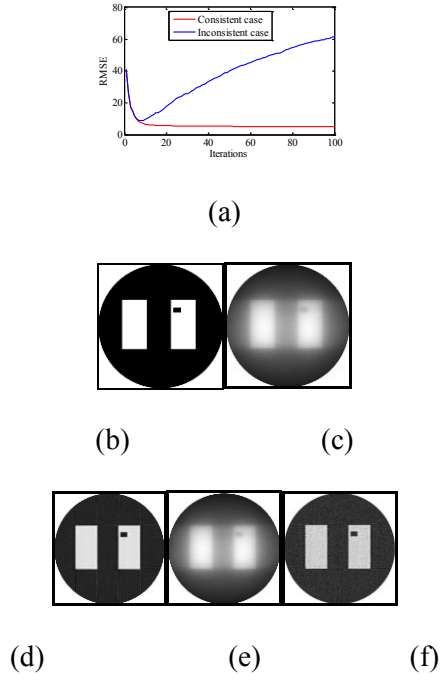 80
60
40
20
0
RMSE
Consistent case
Inconsistent case
0 20 40 60 80 100
Iterations
(a)
(b) (c)
(d) (e) (f)